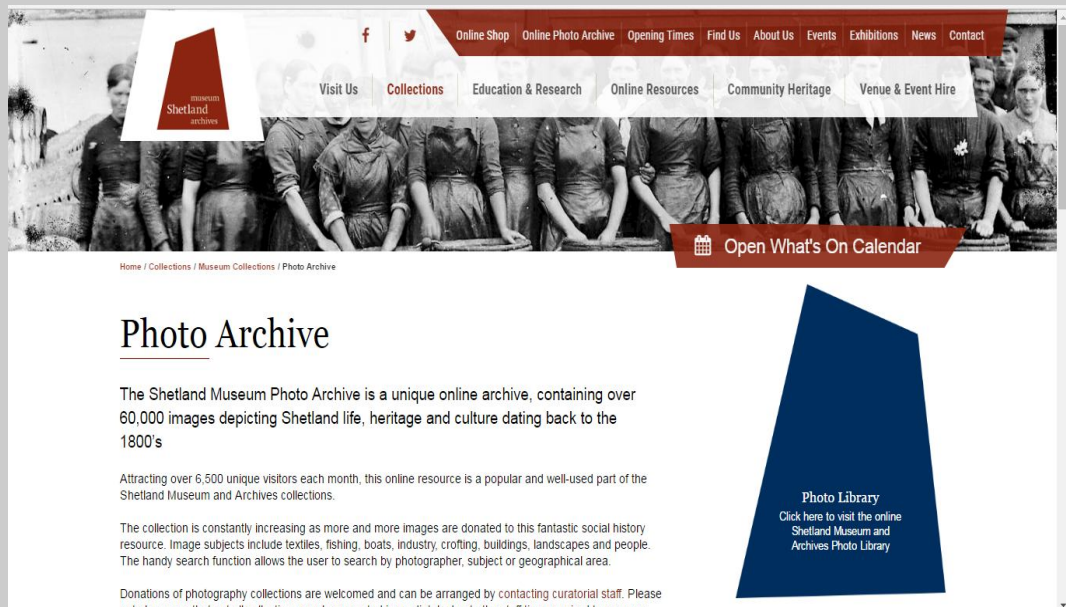 Online Shop
Online Photo Archive
Opening Times
Find Us
About Us
Events
Exhibitions
News
Contact
museum
Shetland
archives
Visit Us
Collections
Education & Research
Online Resources
Community Heritage
Venue & Event Hire
Open What's On Calendar
Home / Collections / Museum Collections / Photo Archive
Photo Archive
The Shetland Museum Photo Archive is a unique online archive, containing over
60,000 images depicting Shetland life, heritage and culture dating back to the
1800's
Attracting over 6,500 unique visitors each month, this online resource is a popular and well-used part of the
Shetland Museum and Archives collections.
The collection is constantly increasing as more and more images are donated to this fantastic social history
resource. Image subjects include textiles, fishing, boats, industry, crofting, buildings, landscapes and people.
The handy search function allows the user to search by photographer, subject or geographical area.
Donations of photography collections are welcomed and can be arranged by contacting curatorial staff. Please
Photo Library
Click here to visit the online
Shetland Museum and
Archives Photo Library